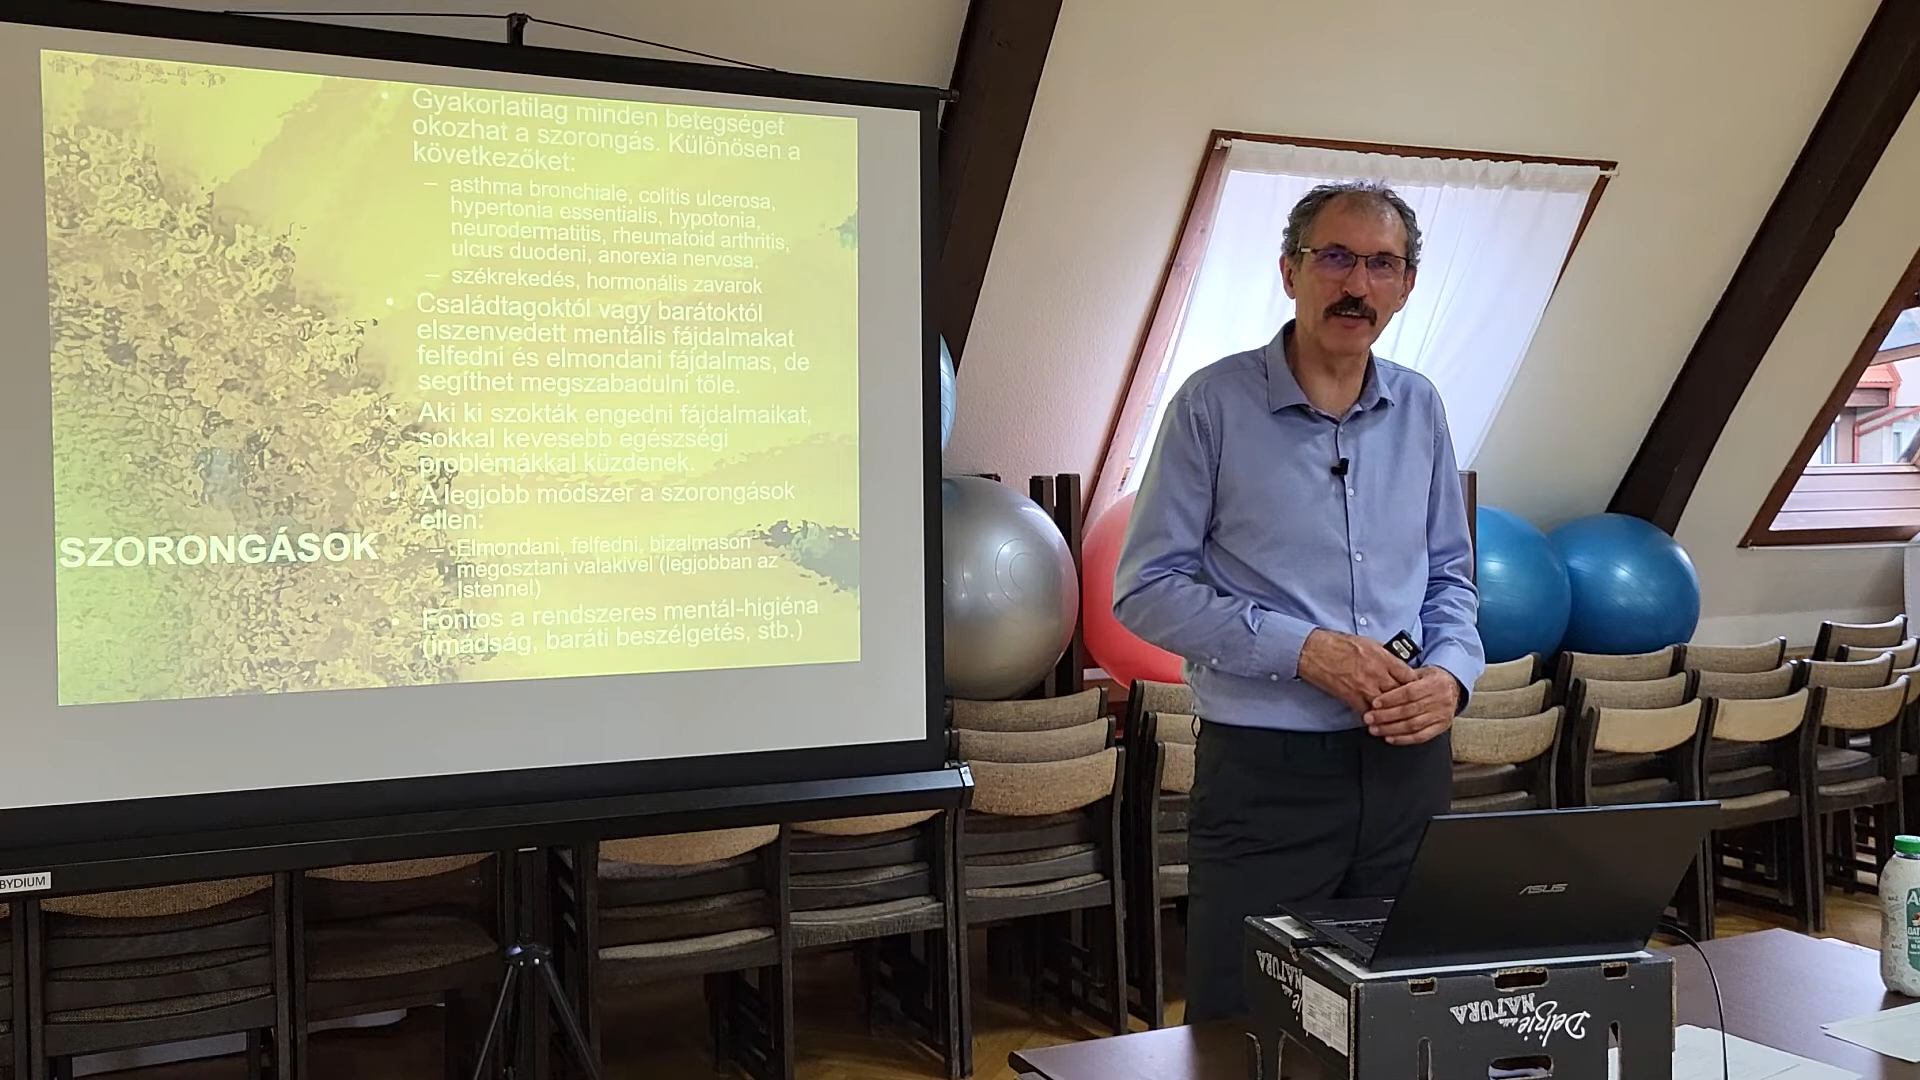 Gyakorlatilag minden betegséget
okozhat a szorongás. Különösen a
következőket:
– asthma bronchiale, colitis ulcerosa,
hypertonia essentialis, hypotonia,
neurodermatitis, rheumatoid arthritis,
ulcus duodeni, anorexia nervosa,
– székrekedés, hormonális zavarok
• Családtagoktól vagy barátoktól
elszenvedett mentális fájdalmakat
felfedni és elmondani fájdalmas, de
segíthet megszabadulni tőle.
• Aki ki szokták engedni fájdalmaikat,
sokkal kevesebb egészségi
problémákkal küzdenek.
• A legjobb módszer a szorongások
ellen:
– Elmondani, felfedni, bizalmason
megosztani valakivel (legjobban az
Istennel)
• Fontos a rendszeres mentál-higiéna
(imádság, baráti beszélgetés, stb.)
SZORONGÁSOK
BYDIUM
ASUS
NATURA
Delizie
NATURA